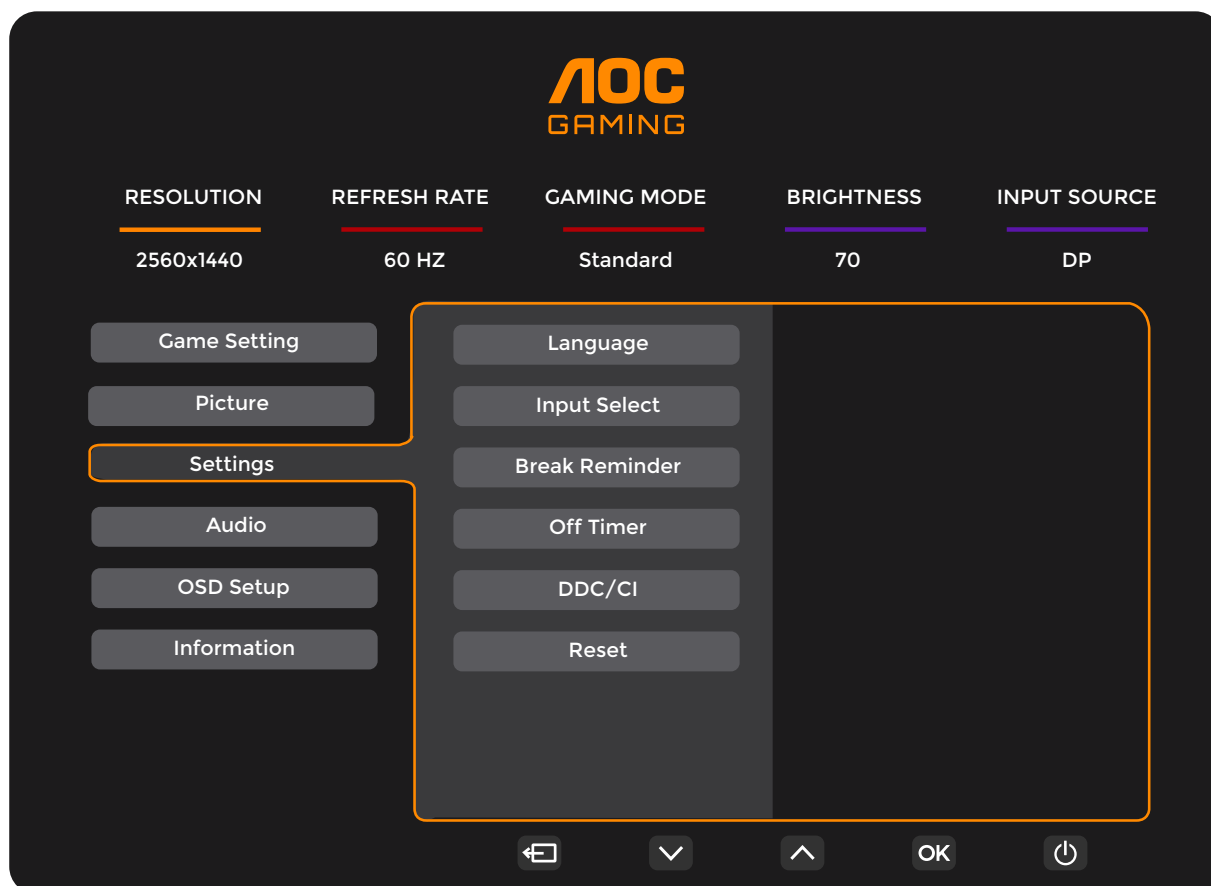 AOC
GAMING
RESOLUTION REFRESH RATE GAMING MODE BRIGHTNESS INPUT SOURCE
2560x1440 60 HZ Standard 70 DP
Game Setting
Picture
Settings
Audio
OSD Setup
Information
Language
Input Select
Break Reminder
Off Timer
DDC/CI
Reset
OK